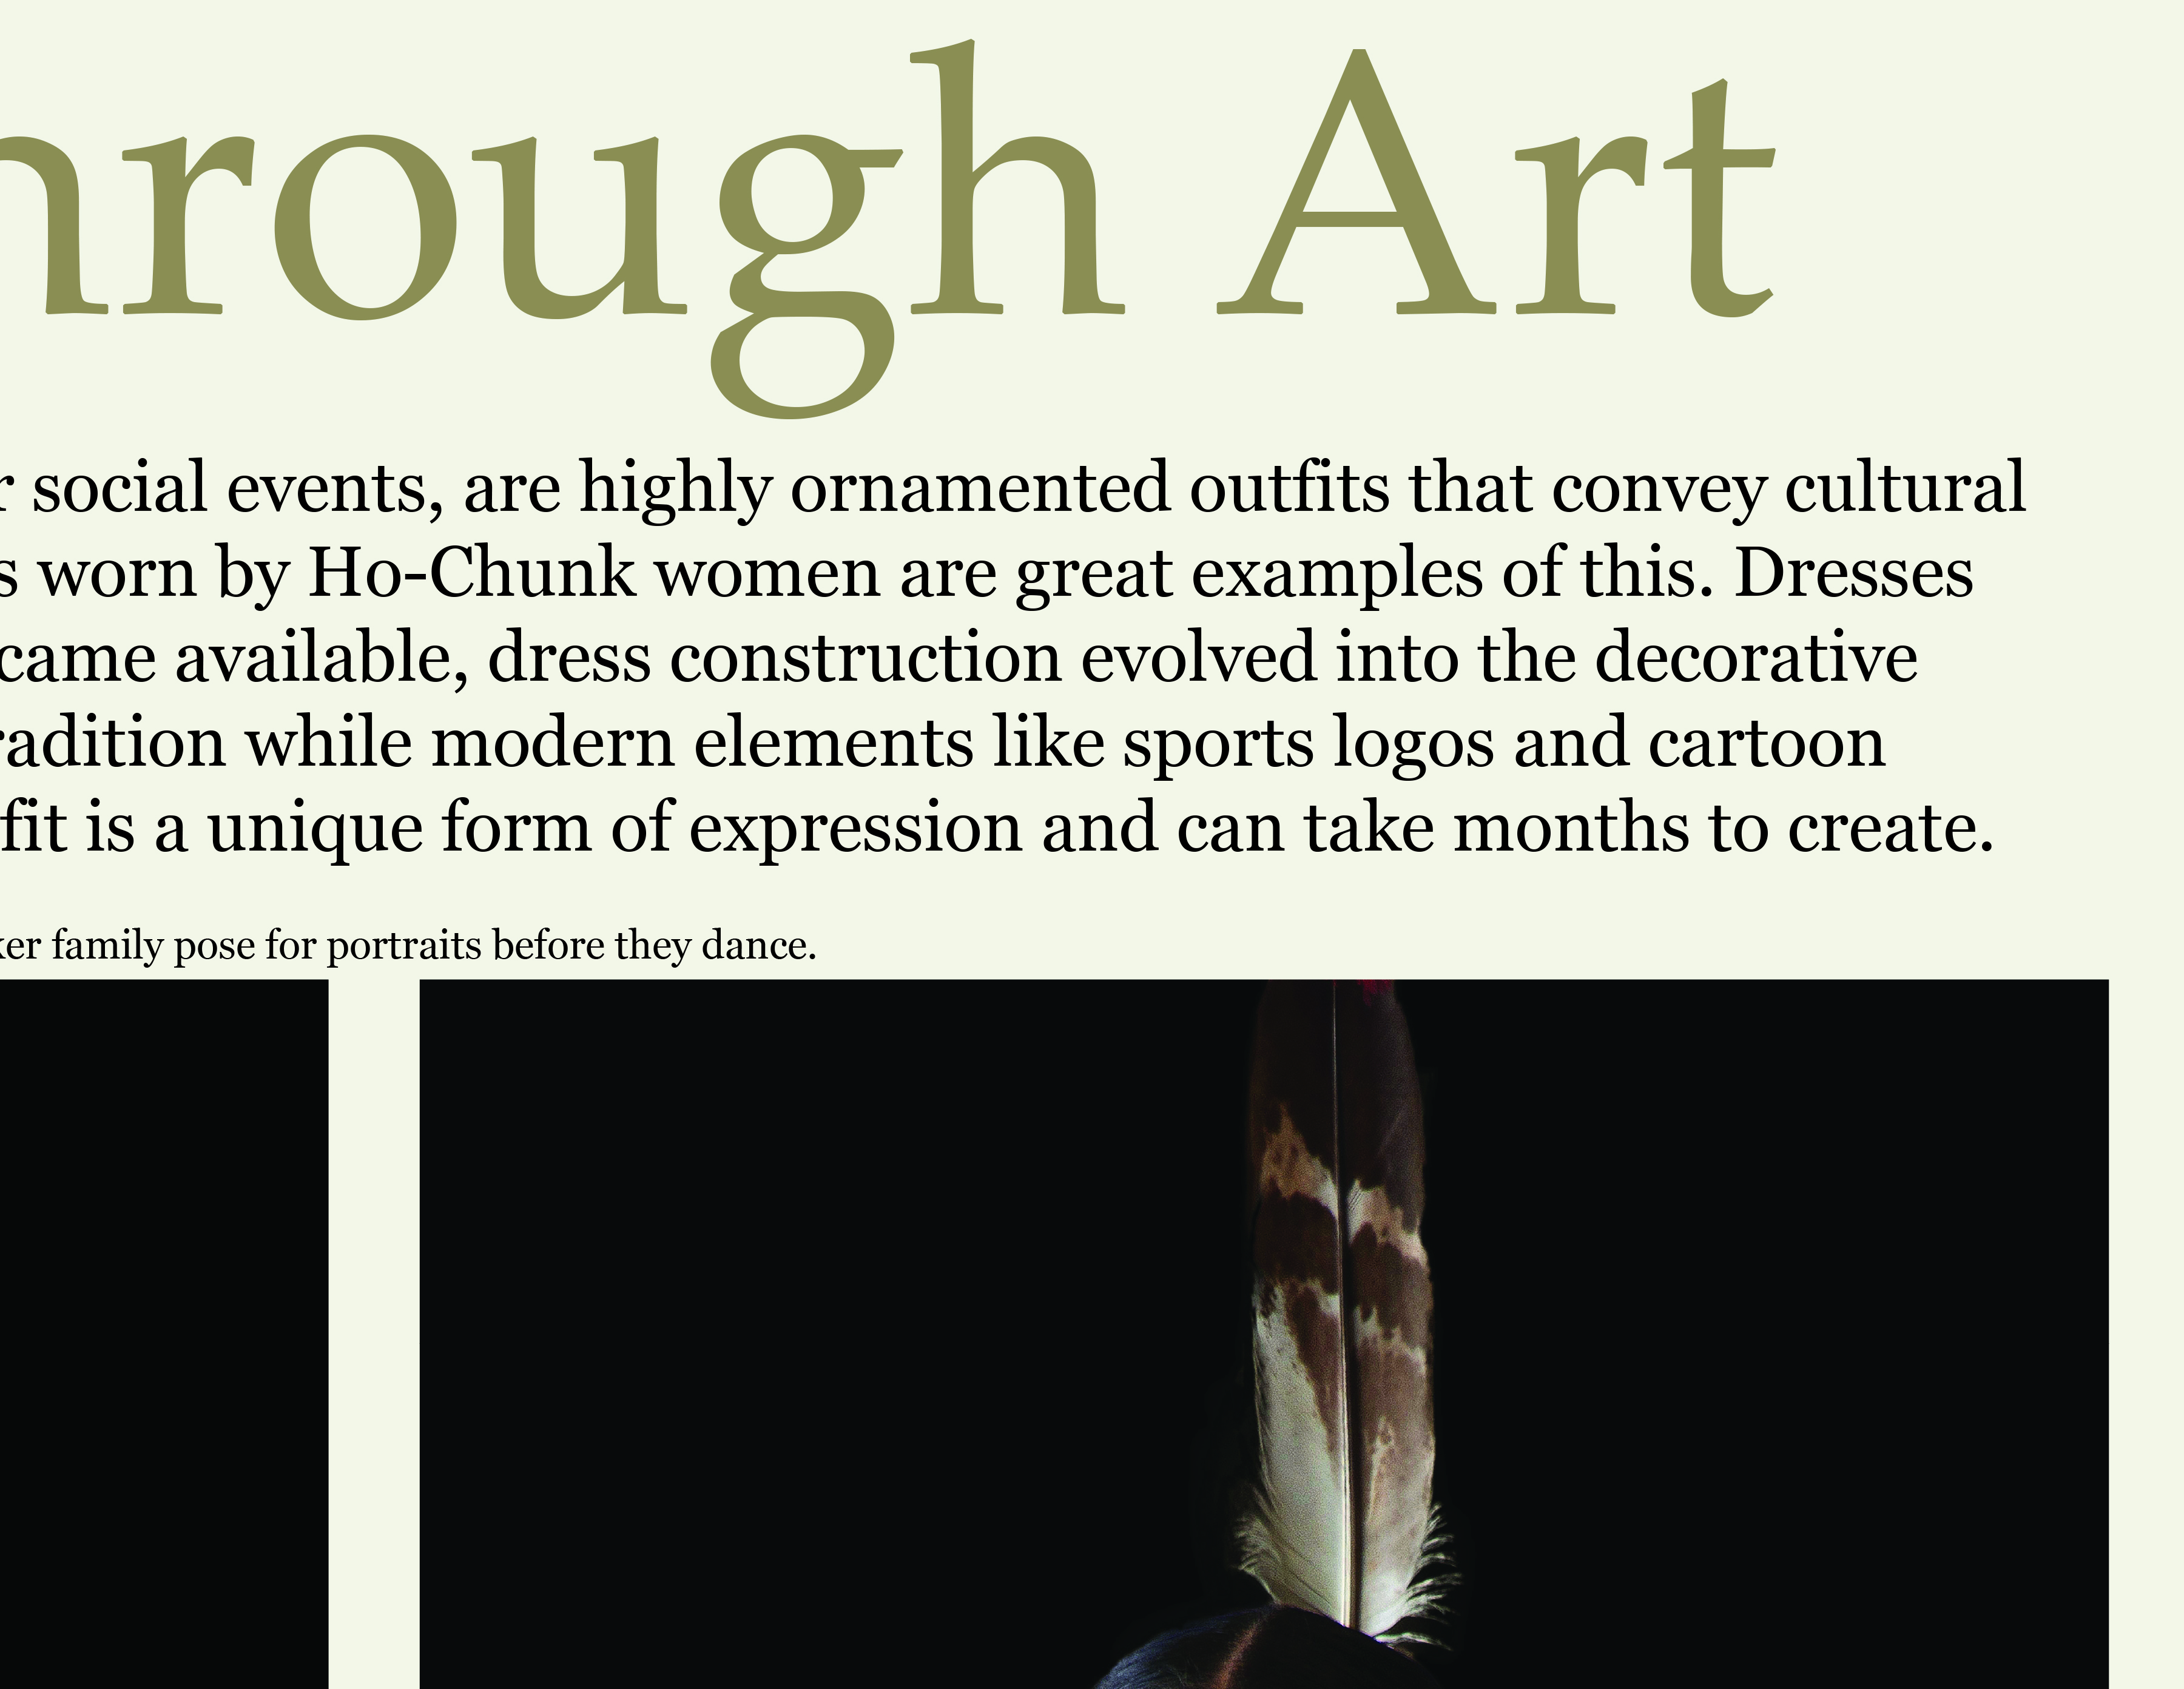 hrough Art
r social events, are highly ornamented outfits that convey cultural
s worn by Ho-Chunk women are great examples of this. Dresses
came available, dress construction evolved into the decorative
radition while modern elements like sports logos and cartoon
fit is a unique form of expression and can take months to create.
ker family pose for portraits before they dance.